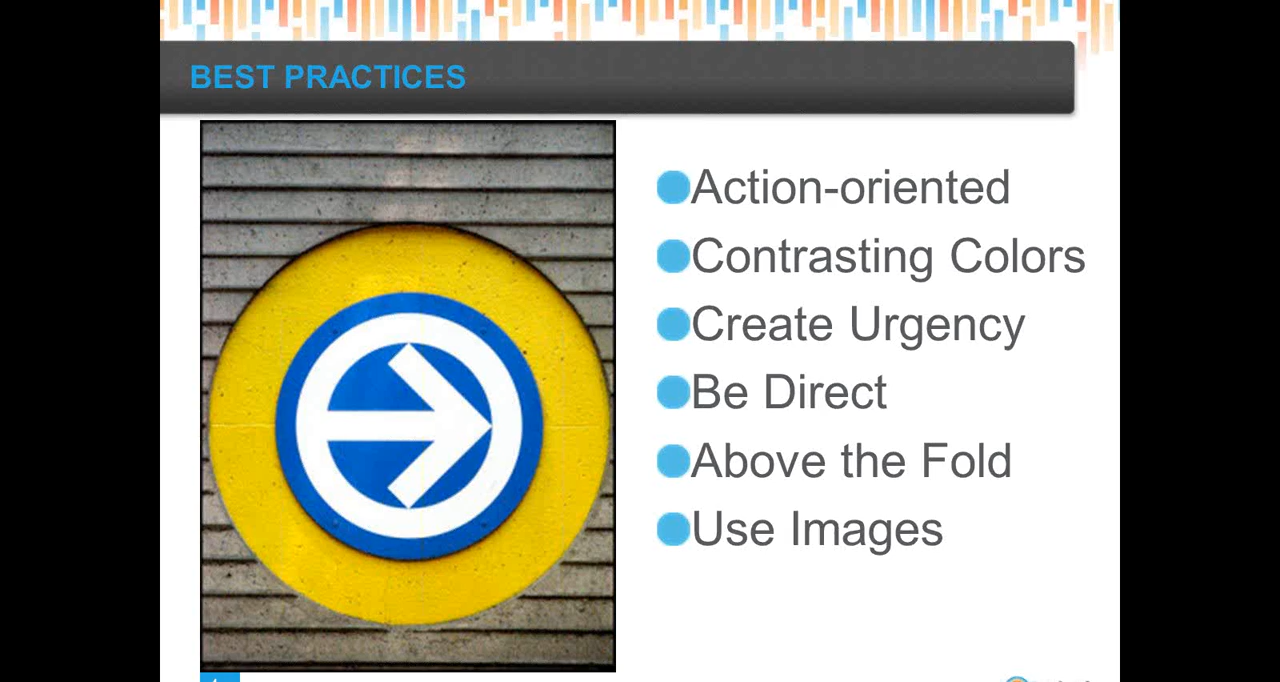 BEST PRACTICES
Action-oriented
Contrasting Colors
Create Urgency
Be Direct
Above the Fold
Use Images